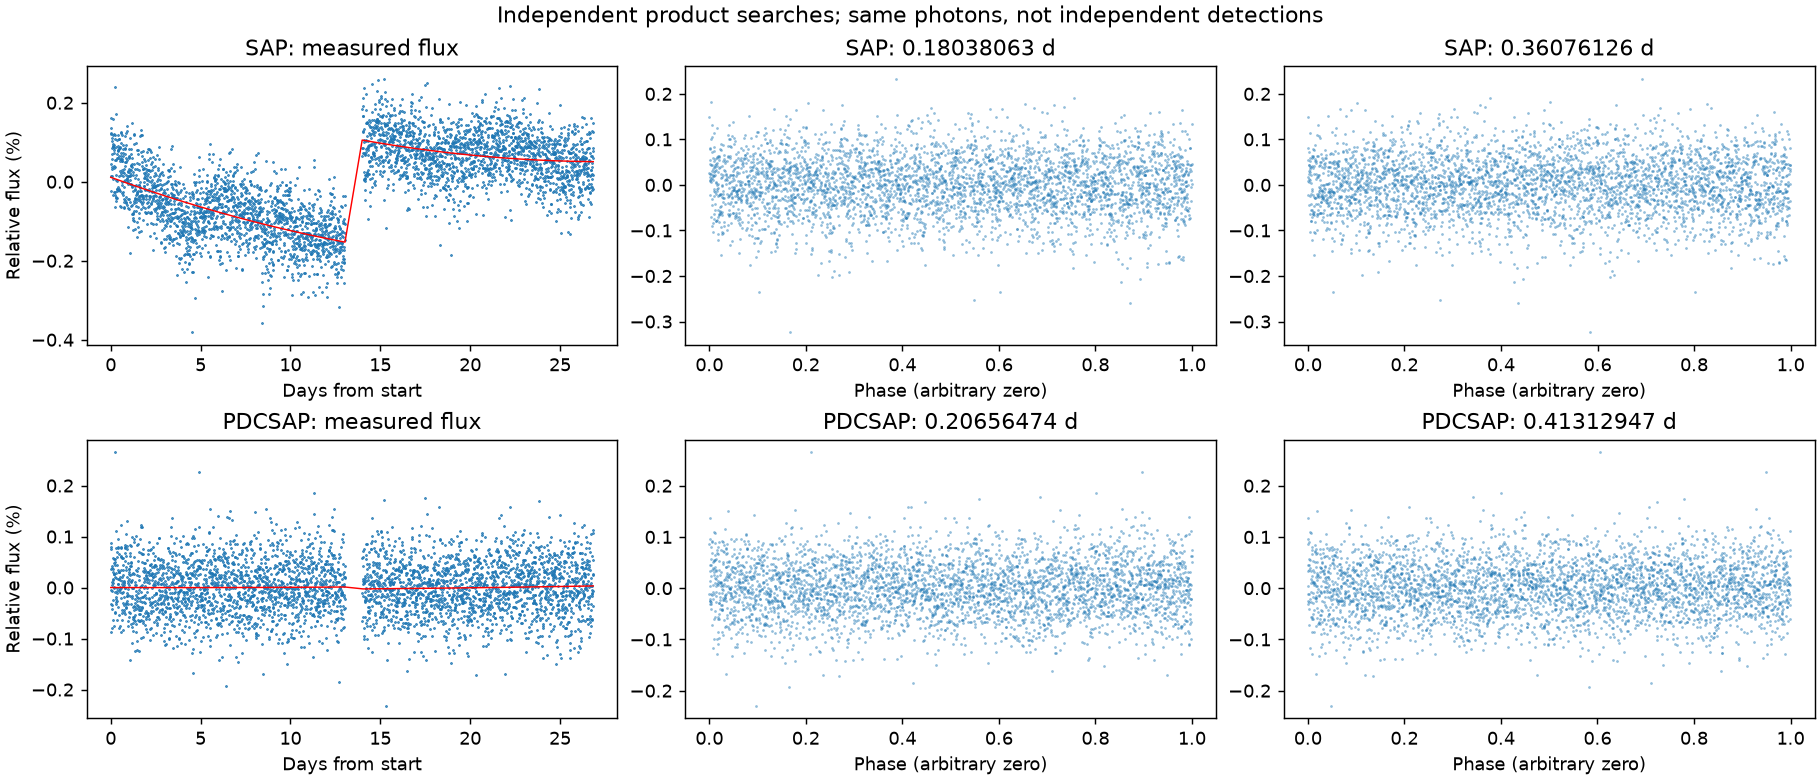 Independent product searches; same photons, not independent detections
SAP: measured flux
SAP: 0.18038063 d
SAP: 0.36076126 d
Relative flux (%)
0.2
0.0
−0.2
−0.4
0 5 10 15 20 25
Days from start
0.2
0.1
0.0
−0.1
−0.2
−0.3
0.0 0.2 0.4 0.6 0.8 1.0
Phase (arbitrary zero)
0.2
0.1
0.0
−0.1
−0.2
−0.3
0.0 0.2 0.4 0.6 0.8 1.0
Phase (arbitrary zero)
PDCSAP: measured flux
PDCSAP: 0.20656474 d
PDCSAP: 0.41312947 d
Relative flux (%)
0.2
0.1
0.0
−0.1
−0.2
0 5 10 15 20 25
Days from start
0.2
0.1
0.0
−0.1
−0.2
0.0 0.2 0.4 0.6 0.8 1.0
Phase (arbitrary zero)
0.2
0.1
0.0
−0.1
−0.2
0.0 0.2 0.4 0.6 0.8 1.0
Phase (arbitrary zero)